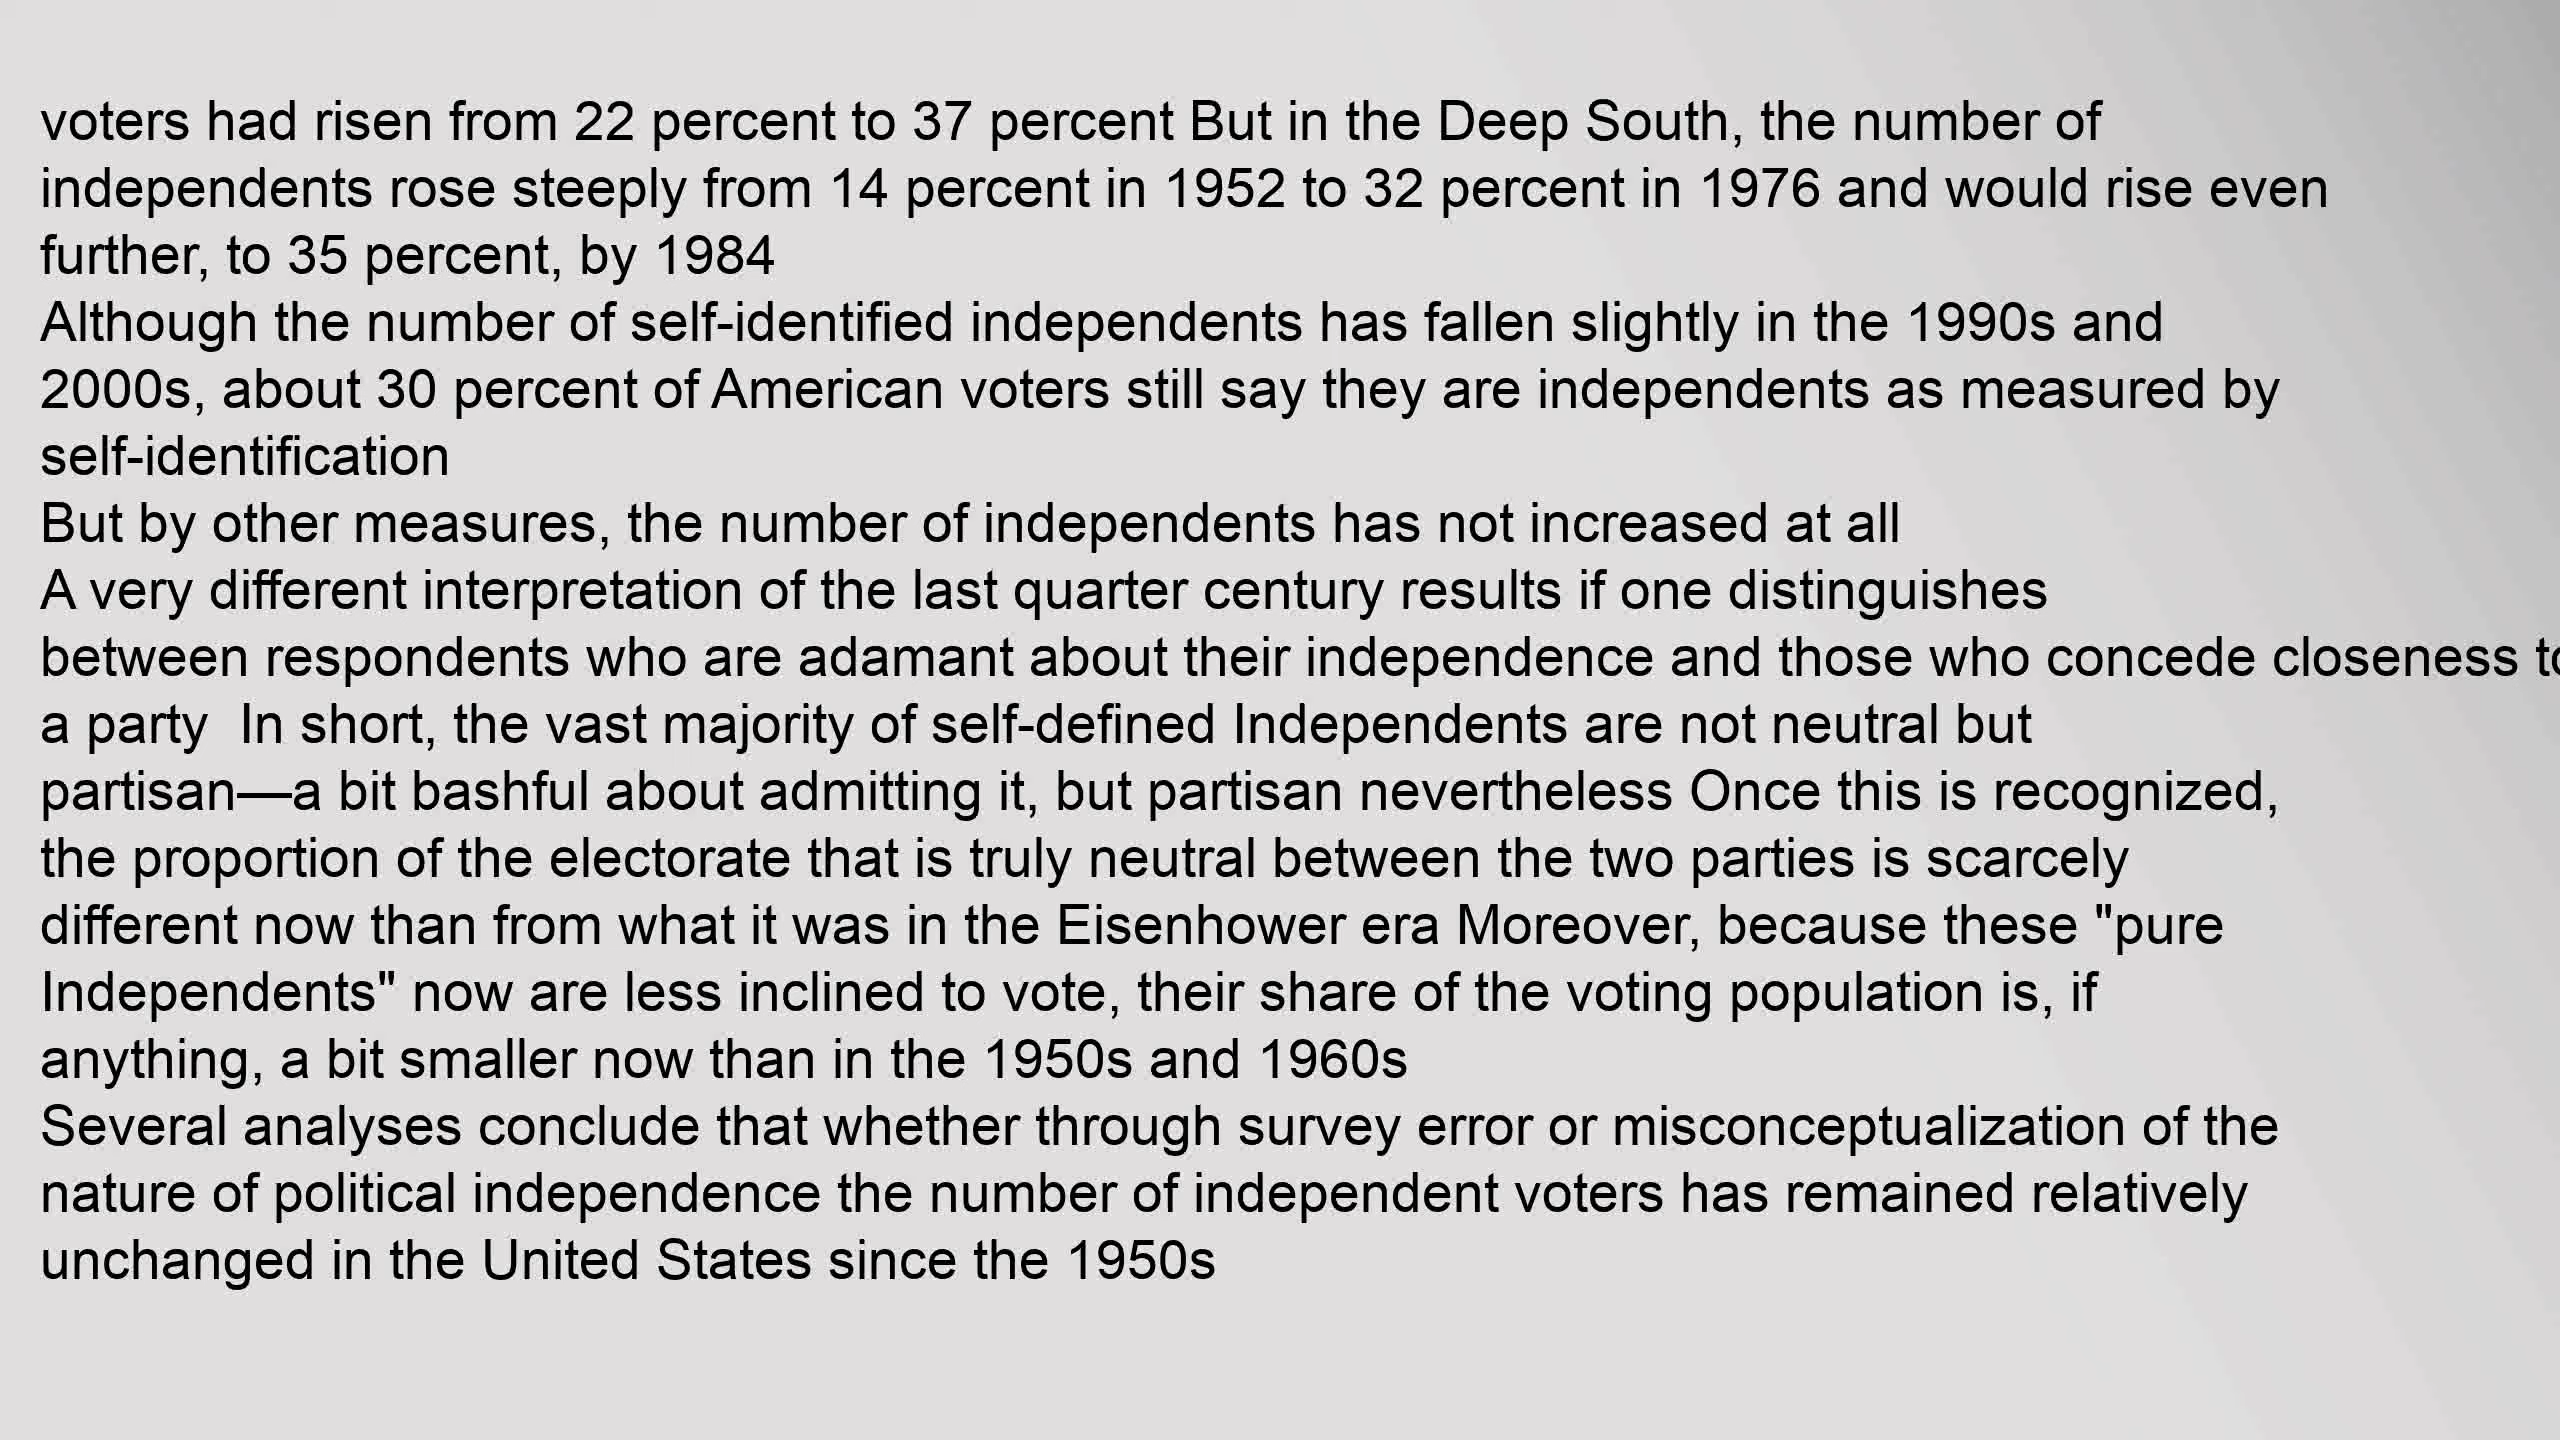 voters had risen from 22 percent to 37 percent But in the Deep South, the number of
independents rose steeply from 14 percent in 1952 to 32 percent in 1976 and would rise even
further, to 35 percent, by 1984
Although the number of self-identified independents has fallen slightly in the 1990s and
2000s, about 30 percent of American voters still say they are independents as measured by
self-identification
But by other measures, the number of independents has not increased at all
A very different interpretation of the last quarter century results if one distinguishes
between respondents who are adamant about their independence and those who concede closeness to
a party  In short, the vast majority of self-defined Independents are not neutral but
partisan—a bit bashful about admitting it, but partisan nevertheless Once this is recognized,
the proportion of the electorate that is truly neutral between the two parties is scarcely
different now than from what it was in the Eisenhower era Moreover, because these "pure
Independents" now are less inclined to vote, their share of the voting population is, if
anything, a bit smaller now than in the 1950s and 1960s
Several analyses conclude that whether through survey error or misconceptualization of the
nature of political independence the number of independent voters has remained relatively
unchanged in the United States since the 1950s